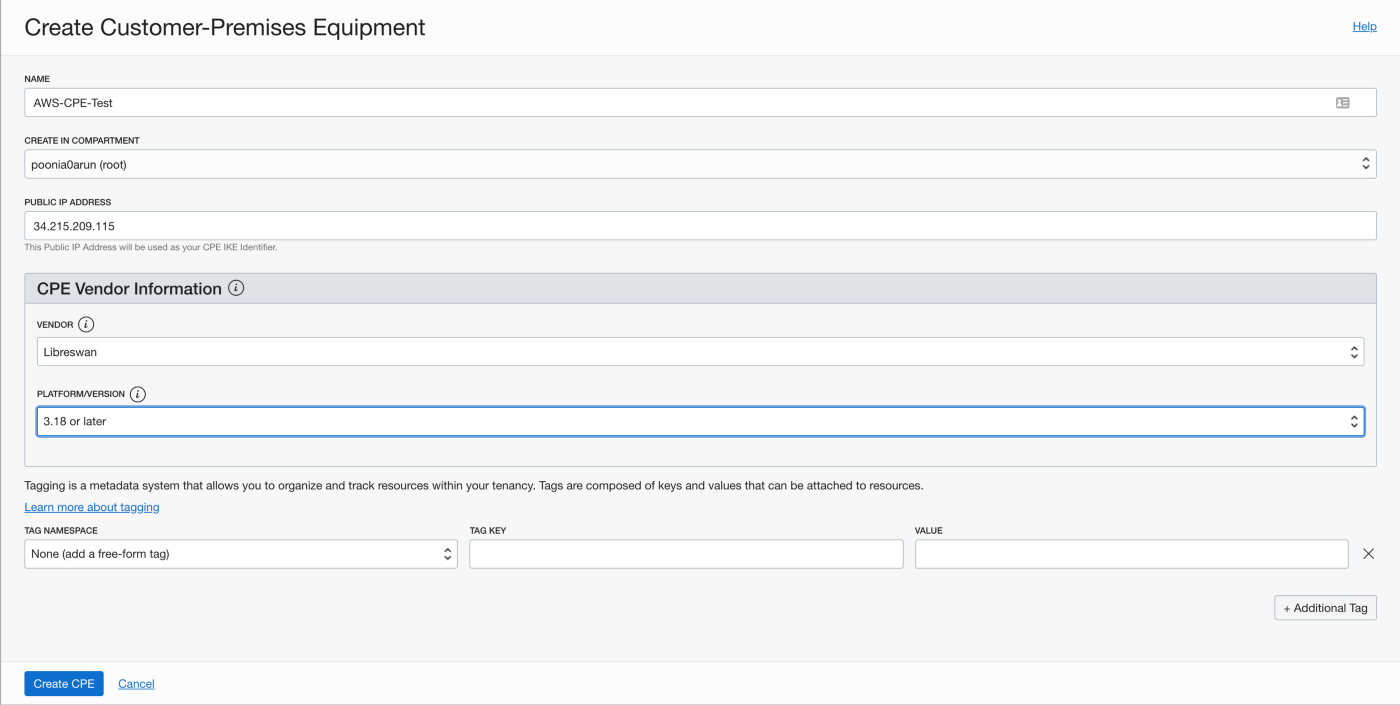 Create Customer-Premises Equipment
Help
NAME
AWS-CPE-Test
CREATE IN COMPARTMENT
poonia0arun (root)
PUBLIC IP ADDRESS
34.215.209.115
This Public IP Address will be used as your CPE IKE Identifier.
CPE Vendor Information
VENDOR
Libreswan
PLATFORM/VERSION
3.18 or later
Tagging is a metadata system that allows you to organize and track resources within your tenancy. Tags are composed of keys and values that can be attached to resources.
Learn more about tagging
TAG NAMESPACE TAG KEY VALUE
None (add a free-form tag)
+ Additional Tag
Create CPE Cancel